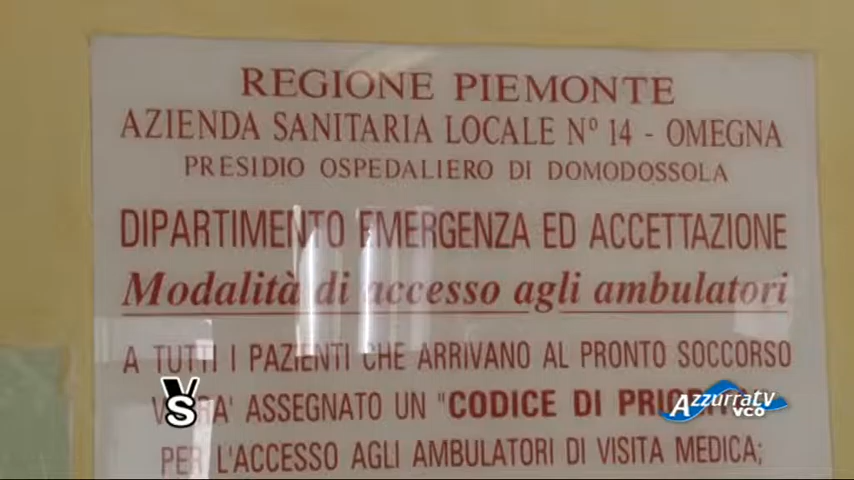 REGIONE PIEMONTE
AZIENDA SANITARIA LOCALE N° 14 - OMEGNA
PRESIDIO OSPEDALIERO DI DOMODOSSOLA
DIPARTIMENTO EMERGENZA ED ACCETTAZIONE
Modalità di accesso agli ambulatori
A TUTTI I PAZIENTI CHE ARRIVANO AL PRONTO SOCCORSO
ASSEGNATO UN "CODICE DI
PER L'ACCESSO AGLI AMBULATORI DI VISITA MEDICA;
VS
AzzurraTV
VCO